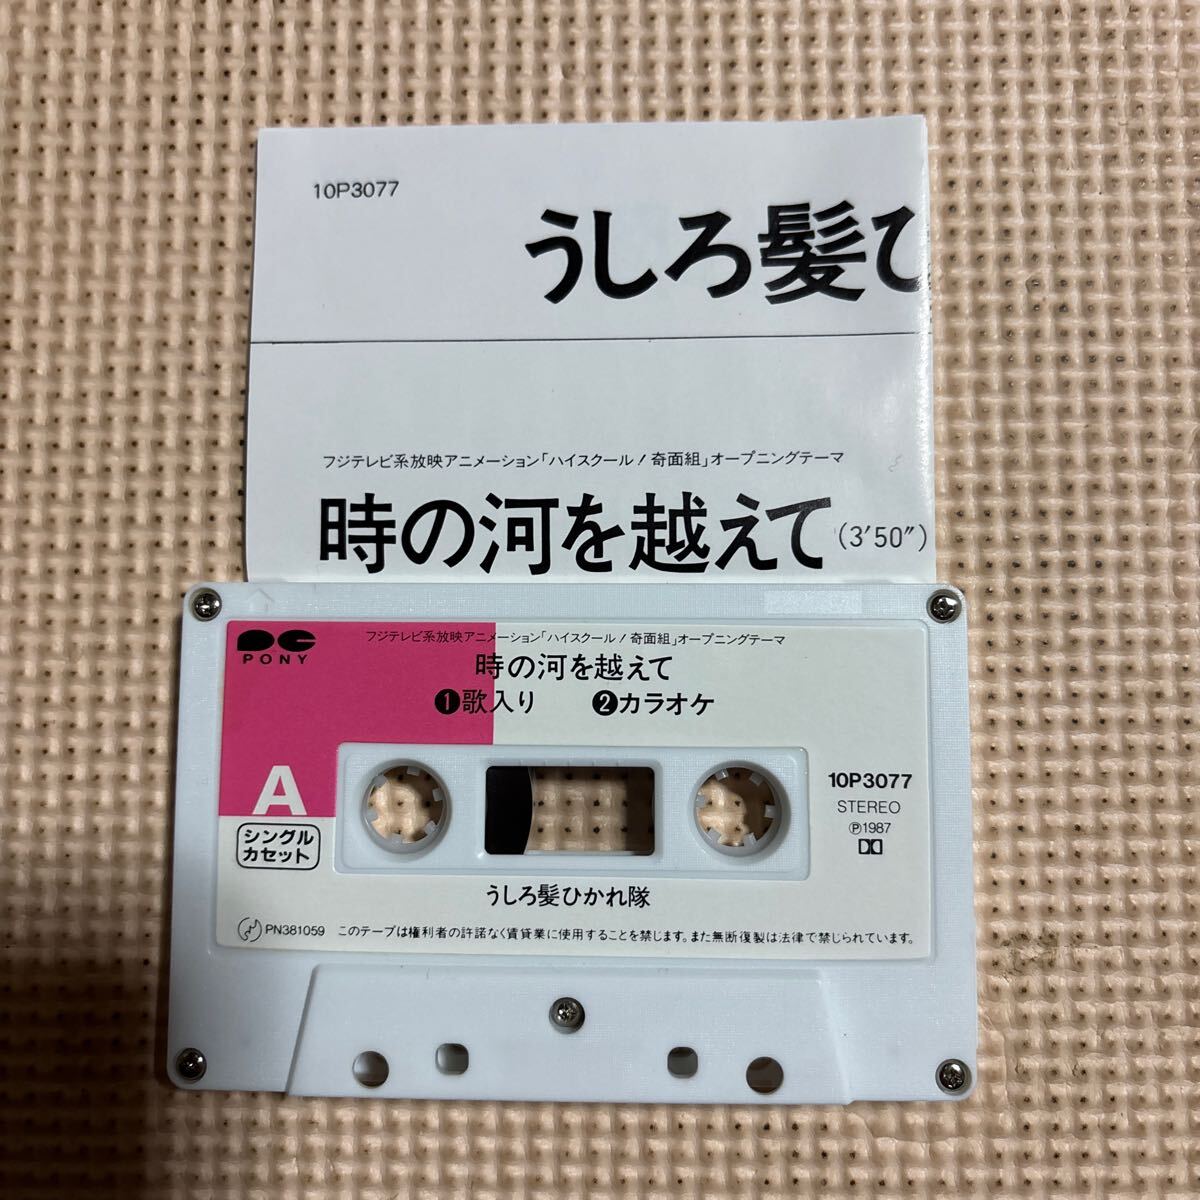 10P3077
うしろ髪ひ
フジテレビ系放映アニメーション「ハイスクール!奇面組」オープニングテーマ
時の河を越えて(3′50″)
PONY
フジテレビ系放映アニメーション「ハイスクール!奇面組」オープニングテーマ
時の河を越えて
❶歌入り ❷カラオケ
A
シングル
カセット
10P3077
STEREO
Ⓟ1987
うしろ髪ひかれ隊
PN381059 このテープは権利者の許諾なく賃貸業に使用することを禁じます。また無断復製は法律で禁じられています。